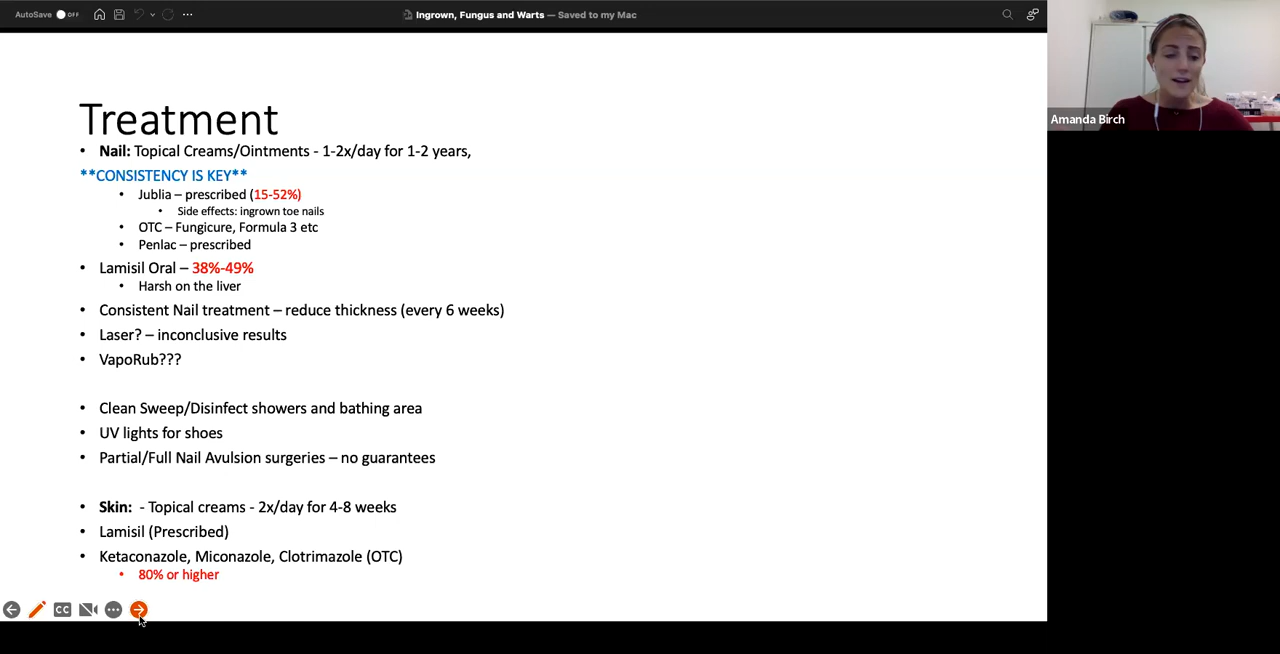 AutoSave OFF
Ingrown, Fungus and Warts — Saved to my Mac
Treatment
• Nail: Topical Creams/Ointments - 1-2x/day for 1-2 years,
**CONSISTENCY IS KEY**
• Jublia – prescribed (15-52%)
• Side effects: ingrown toe nails
• OTC – Fungicure, Formula 3 etc
• Penlac – prescribed
• Lamisil Oral – 38%-49%
• Harsh on the liver
• Consistent Nail treatment – reduce thickness (every 6 weeks)
• Laser? – inconclusive results
• VapoRub???
• Clean Sweep/Disinfect showers and bathing area
• UV lights for shoes
• Partial/Full Nail Avulsion surgeries – no guarantees
• Skin: - Topical creams - 2x/day for 4-8 weeks
• Lamisil (Prescribed)
• Ketaconazole, Miconazole, Clotrimazole (OTC)
• 80% or higher
CC
Amanda Birch